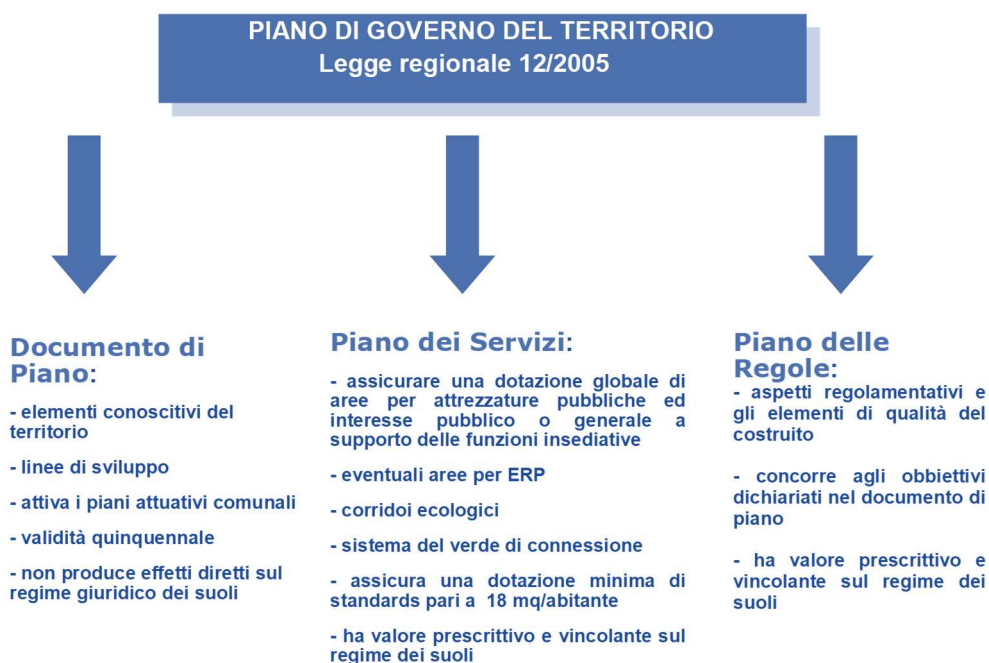 PIANO DI GOVERNO DEL TERRITORIO
Legge regionale 12/2005
Documento di
Piano:
- elementi conoscitivi del
territorio
- linee di sviluppo
- attiva i piani attuativi comunali
- validità quinquennale
- non produce effetti diretti sul
regime giuridico dei suoli
Piano dei Servizi:
- assicurare una dotazione globale di
aree per attrezzature pubbliche ed
interesse pubblico o generale a
supporto delle funzioni insediative
- eventuali aree per ERP
- corridoi ecologici
- sistema del verde di connessione
- assicura una dotazione minima di
standards pari a 18 mq/abitante
- ha valore prescrittivo e vincolante sul
regime dei suoli
Piano delle
Regole:
- aspetti regolamentativi e
gli elementi di qualità del
costruito
- concorre agli obbiettivi
dichiariati nel documento di
piano
- ha valore prescrittivo e
vincolante sul regime dei
suoli